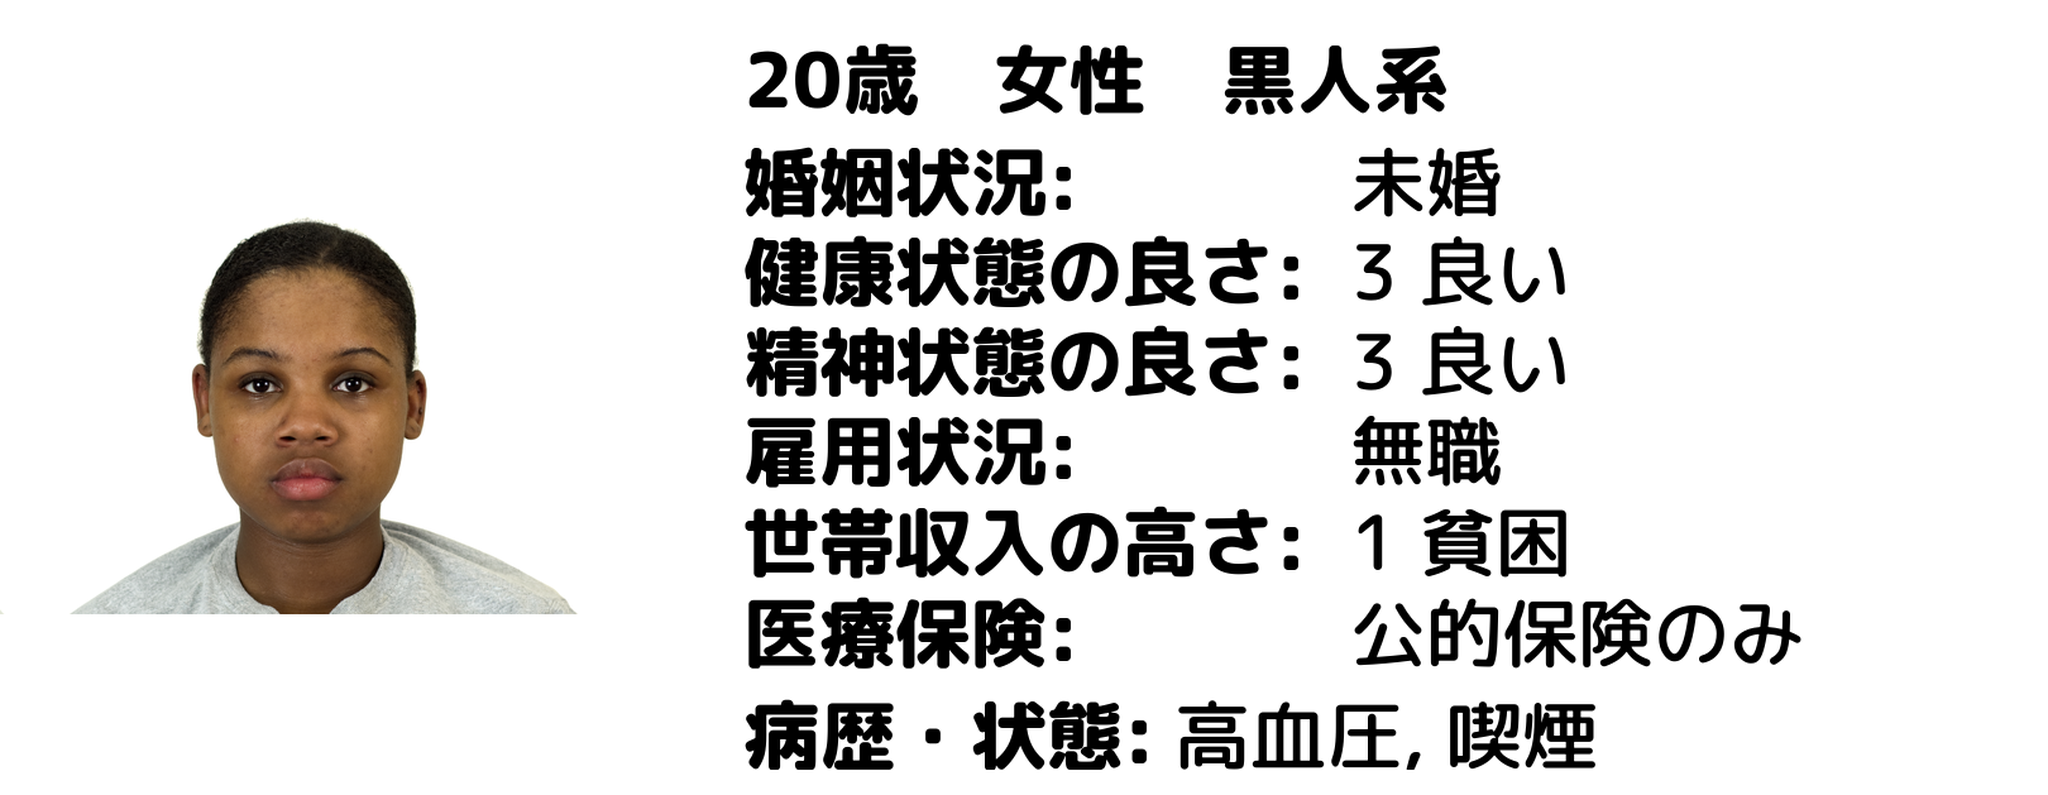 20歳　女性　黒人系
婚姻状況: 未婚
健康状態の良さ: 3 良い
精神状態の良さ: 3 良い
雇用状況: 無職
世帯収入の高さ: 1 貧困
医療保険: 公的保険のみ
病歴・状態: 高血圧, 喫煙